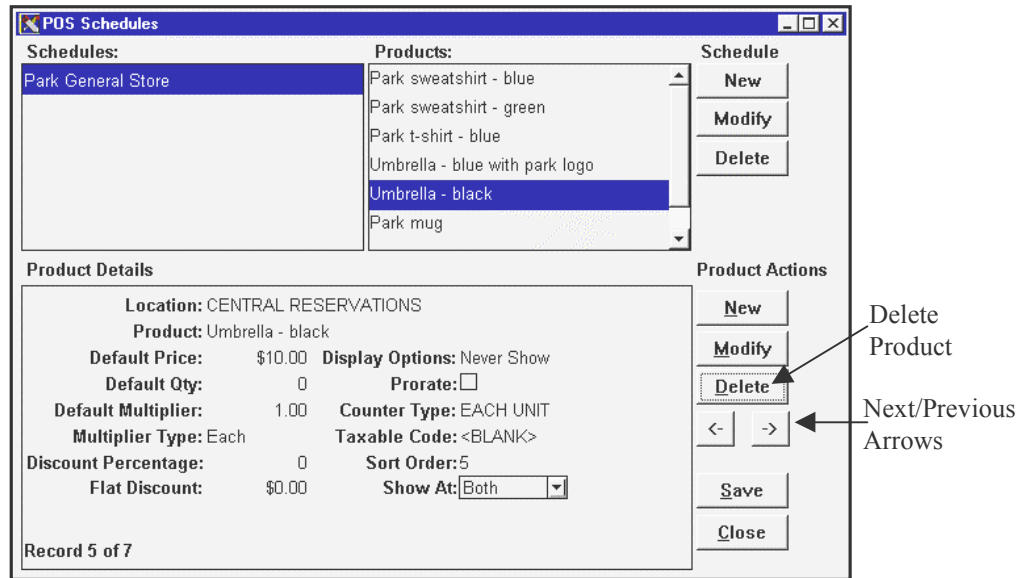 POS Schedules
Schedules:
Products:
Schedule
Park General Store
Park sweatshirt - blue
Park sweatshirt - green
Park t-shirt - blue
Umbrella - blue with park logo
Umbrella - black
Park mug
New
Modify
Delete
Product Details
Product Actions
Location: CENTRAL RESERVATIONS
Product: Umbrella - black
Default Price: $10.00 Display Options: Never Show
Default Qty: 0 Prorate:
Default Multiplier: 1.00 Counter Type: EACH UNIT
Multiplier Type: Each Taxable Code: <BLANK>
Discount Percentage: 0 Sort Order: 5
Flat Discount: $0.00 Show At: Both
Record 5 of 7
New
Modify
Delete
<- ->
Save
Close
Delete
Product
Next/Previous
Arrows